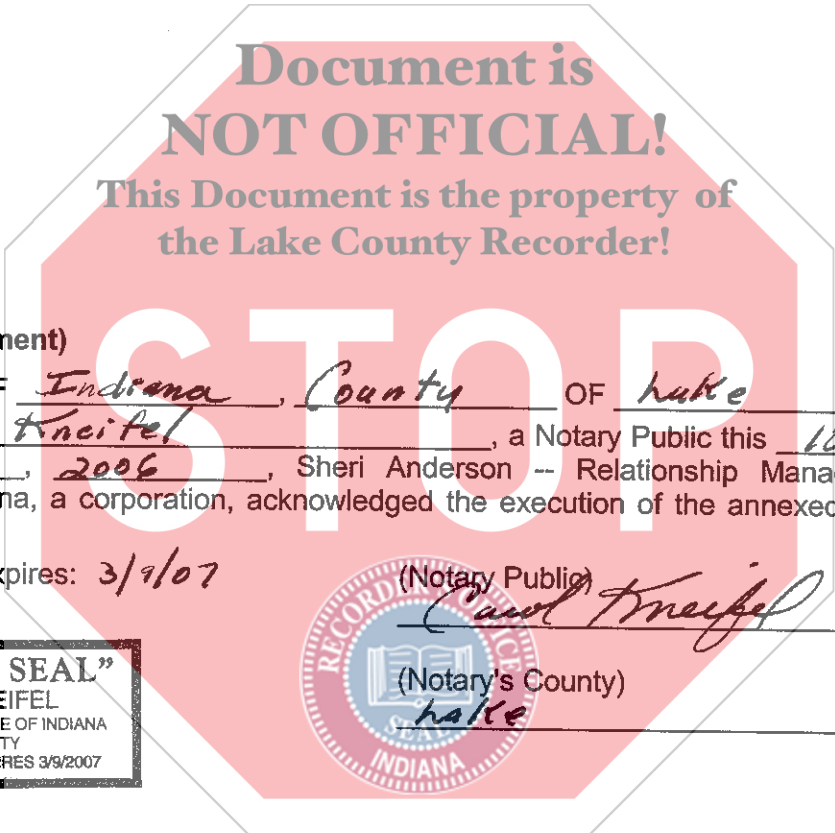 Document is
NOT OFFICIAL!
This Document is the property of
the Lake County Recorder!
STOP
ment)
F Indiana, County OF Lake
Kneifel, a Notary Public this
, 2006, Sheri Anderson -- Relationship Mana
na, a corporation, acknowledged the execution of the annexed
xpires: 3/9/07
(Notary Public)
Carol Kneifel
(Notary's County)
Lake
SEAL"
EIFEL
E OF INDIANA
TY
RES 3/9/2007
RECORDER'S OFFICE
SEAL
INDIANA